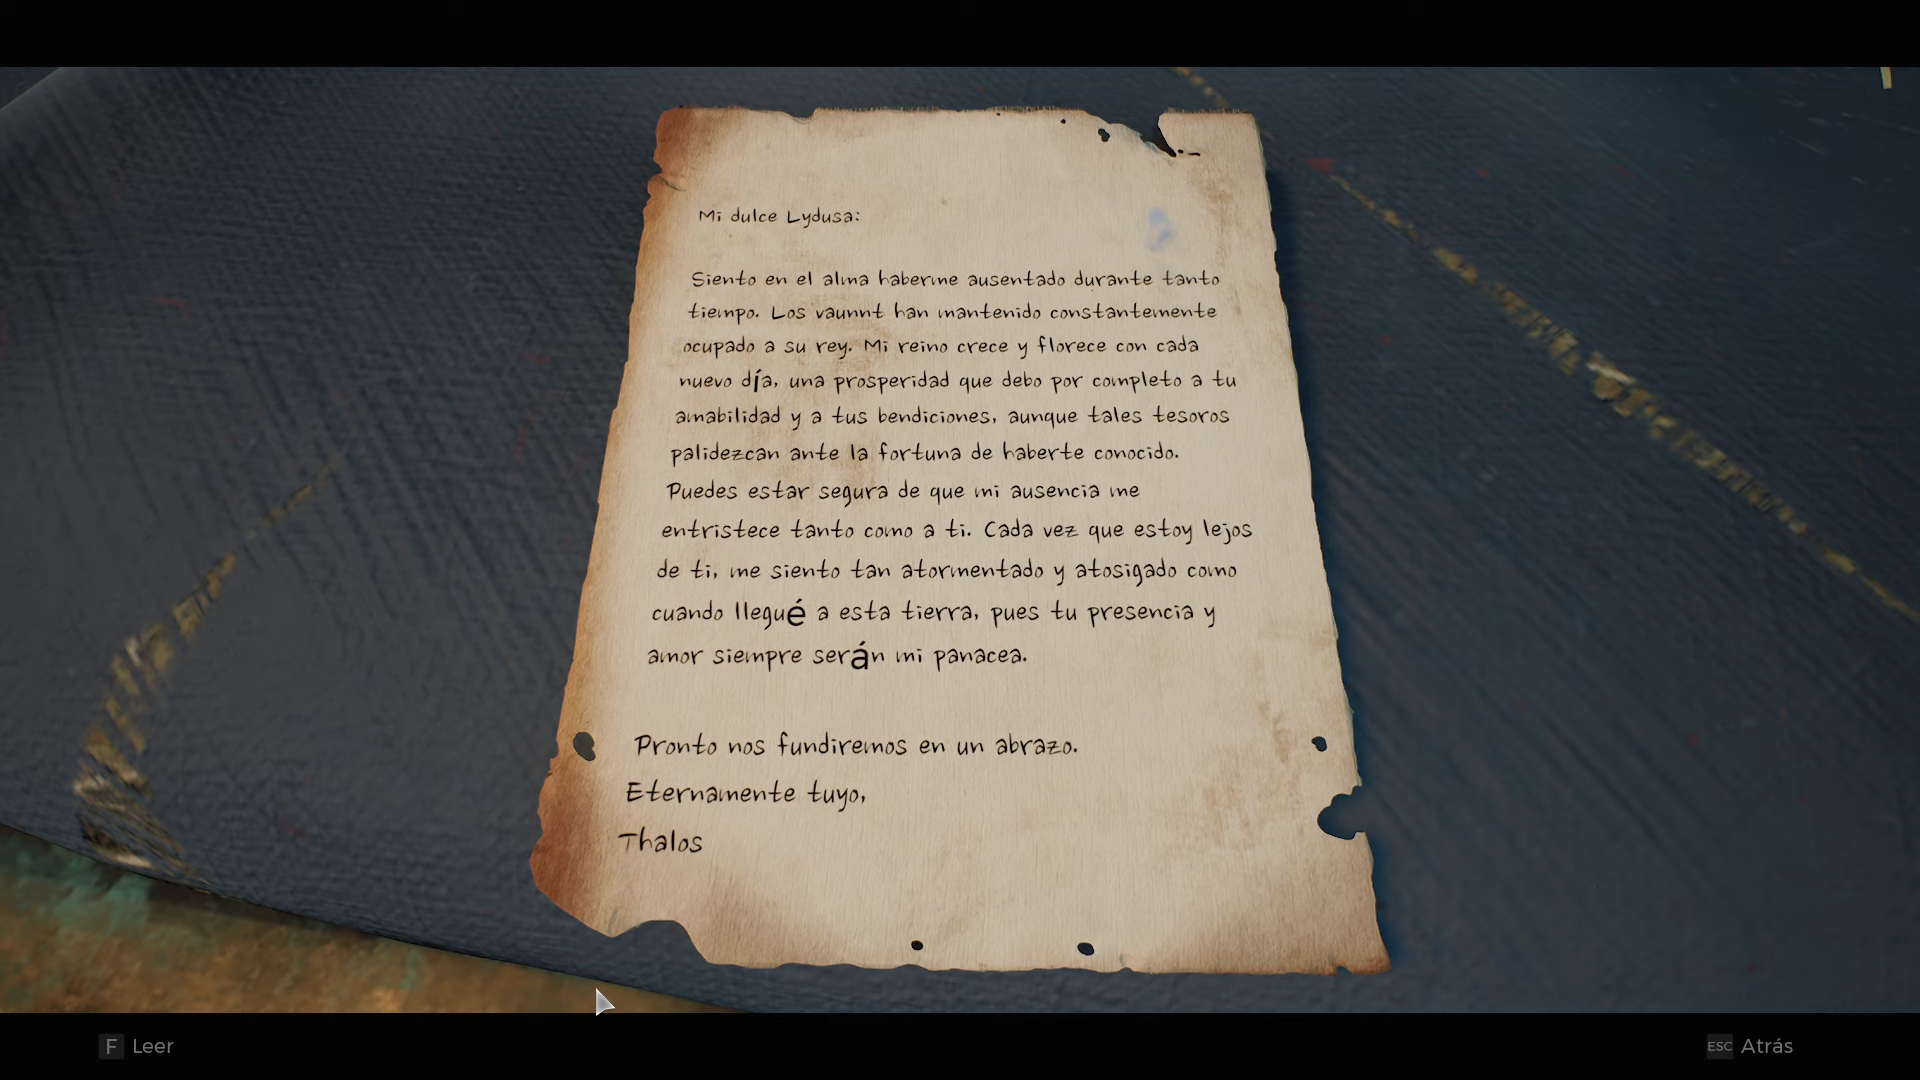 Mi dulce Lydusa:
Siento en el alma haberme ausentado durante tanto
tiempo. Los vaunnt han mantenido constantemente
ocupado a su rey. Mi reino crece y florece con cada
nuevo día, una prosperidad que debo por completo a tu
amabilidad y a tus bendiciones, aunque tales tesoros
palidezcan ante la fortuna de haberte conocido.
Puedes estar segura de que mi ausencia me
entristece tanto como a ti. Cada vez que estoy lejos
de ti, me siento tan atormentado y atosigado como
cuando llegué a esta tierra, pues tu presencia y
amor siempre serán mi panacea.
Pronto nos fundiremos en un abrazo.
Eternamente tuyo,
Thalos
F Leer
ESC Atrás